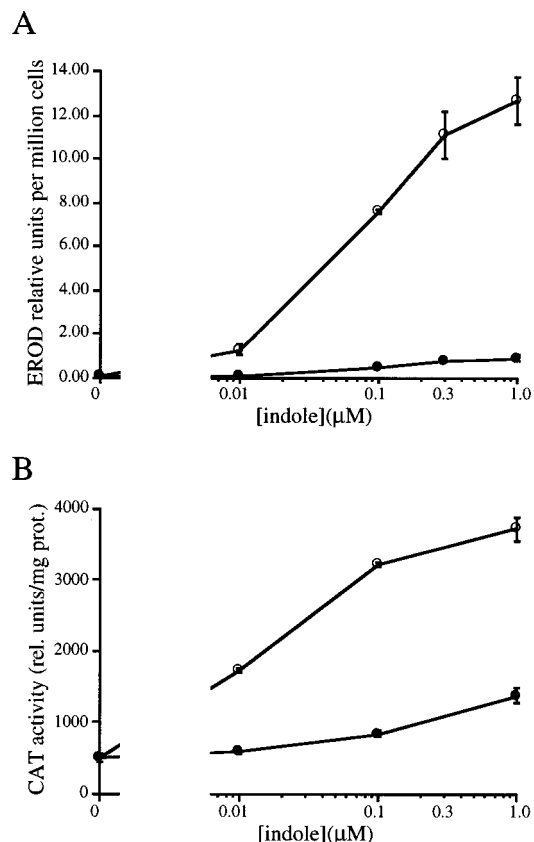 A
EROD relative units per million cells
14.00
12.00
10.00
8.00
6.00
4.00
2.00
0.00
0 0.01 0.1 0.3 1.0
[indole](µM)
B
CAT activity (rel. units/mg prot.)
4000
3000
2000
1000
0
0 0.01 0.1 0.3 1.0
[indole](µM)